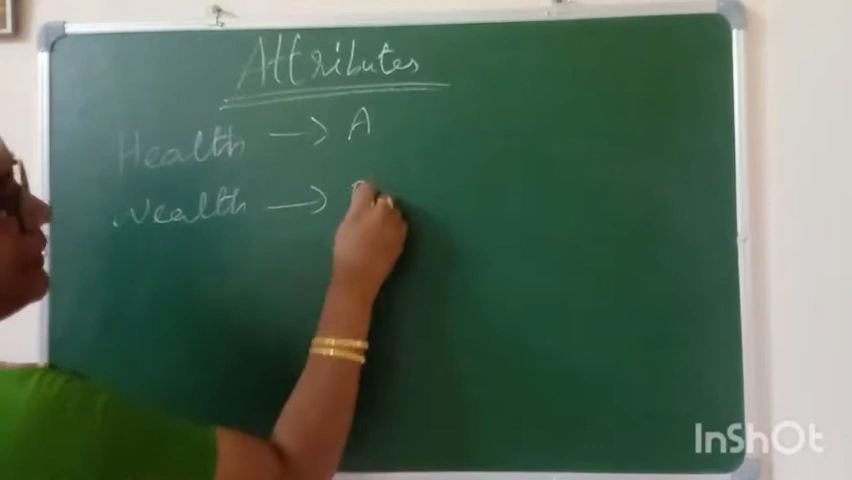 Attributes
Health → A
Wealth →
InShOt